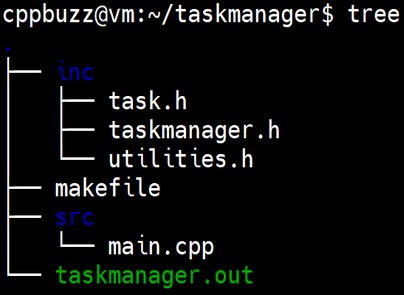 cppbuzz@vm:~/taskmanager$ tree
.
├── inc
│   ├── task.h
│   ├── taskmanager.h
│   └── utilities.h
├── makefile
├── src
│   └── main.cpp
└── taskmanager.out